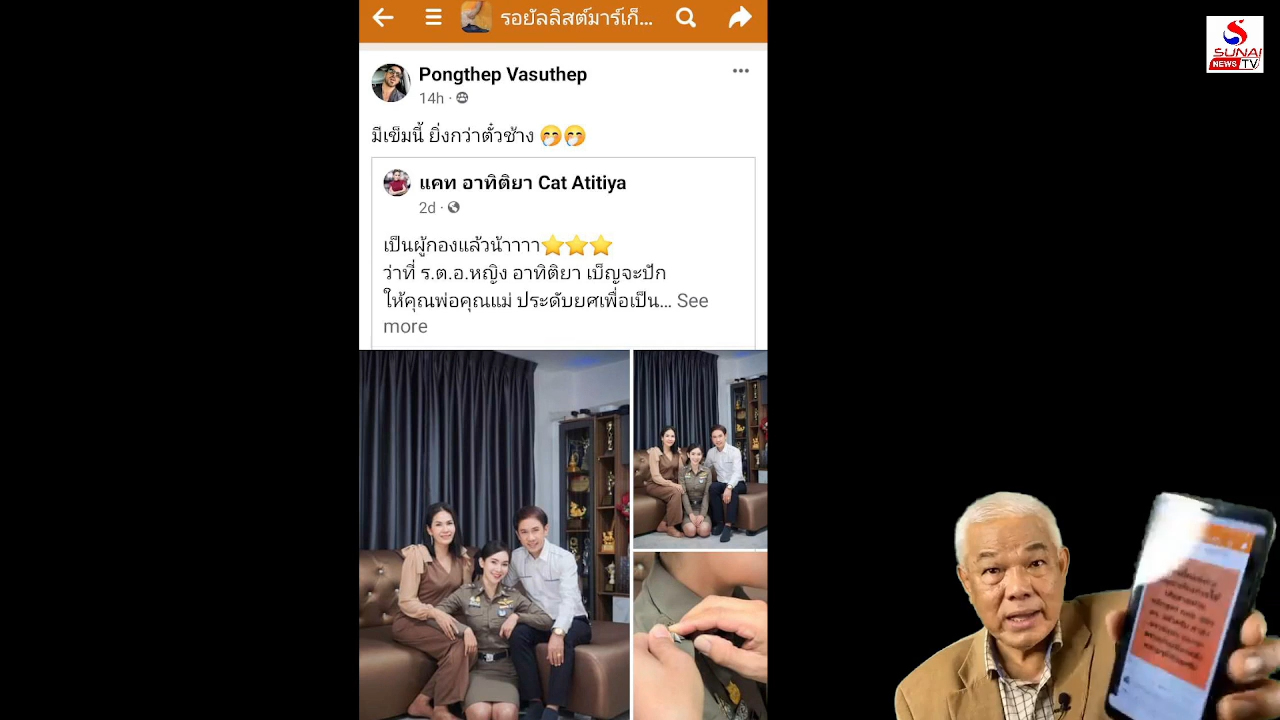 รอยัลลิสต์มาร์เก็...
SUNAI
NEWS TV
Pongthep Vasuthep
14h
มีเข็มนี้ ยิ่งกว่าตั๋วช้าง 🤭🤭
แคท อาทิติยา Cat Atitiya
2d
เป็นผู้กองแล้วน้าาาา⭐⭐⭐
ว่าที่ ร.ต.อ.หญิง อาทิติยา เบ็ญจะปัก
ให้คุณพ่อคุณแม่ ประดับยศเพื่อเป็น... See
more